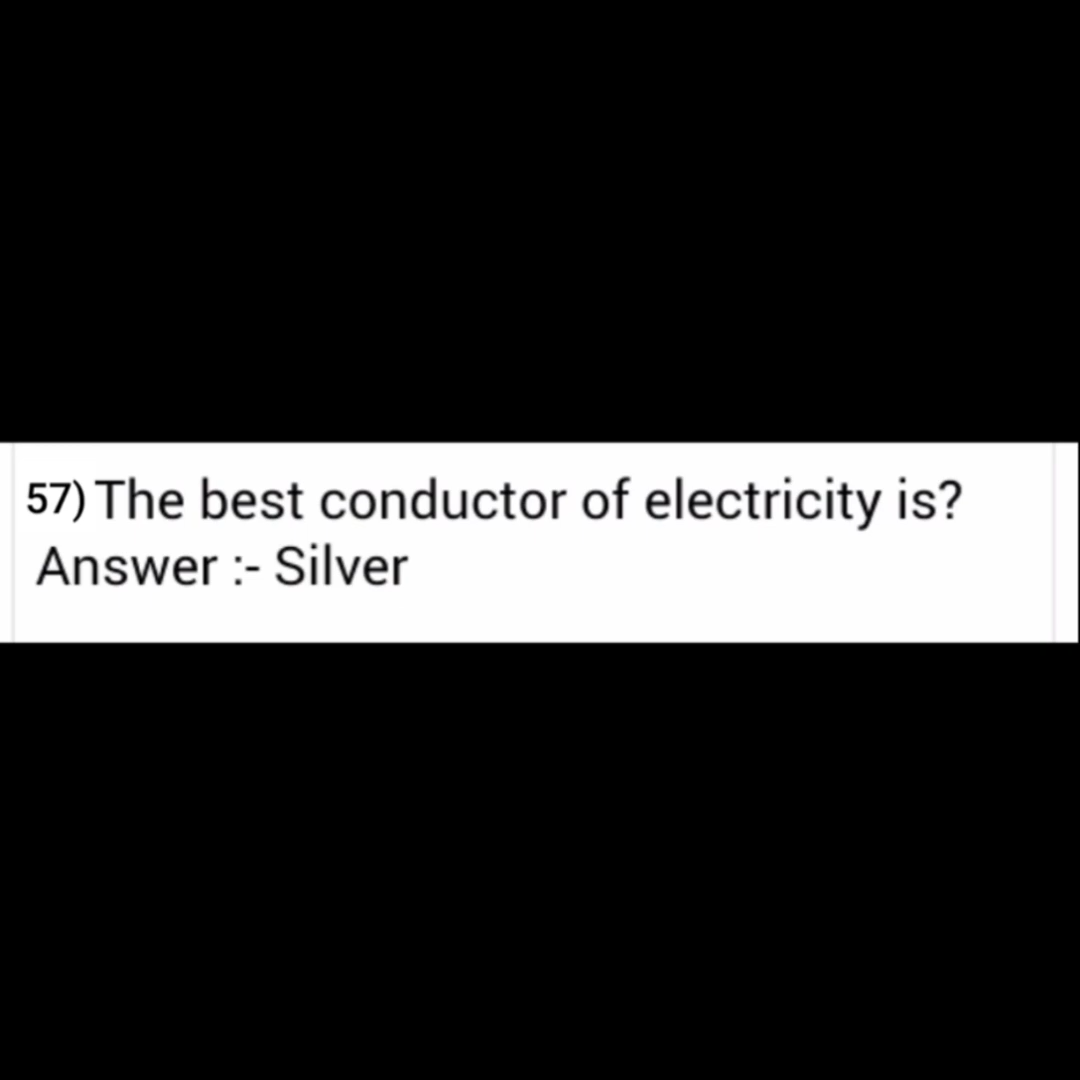 57) The best conductor of electricity is?
Answer :- Silver